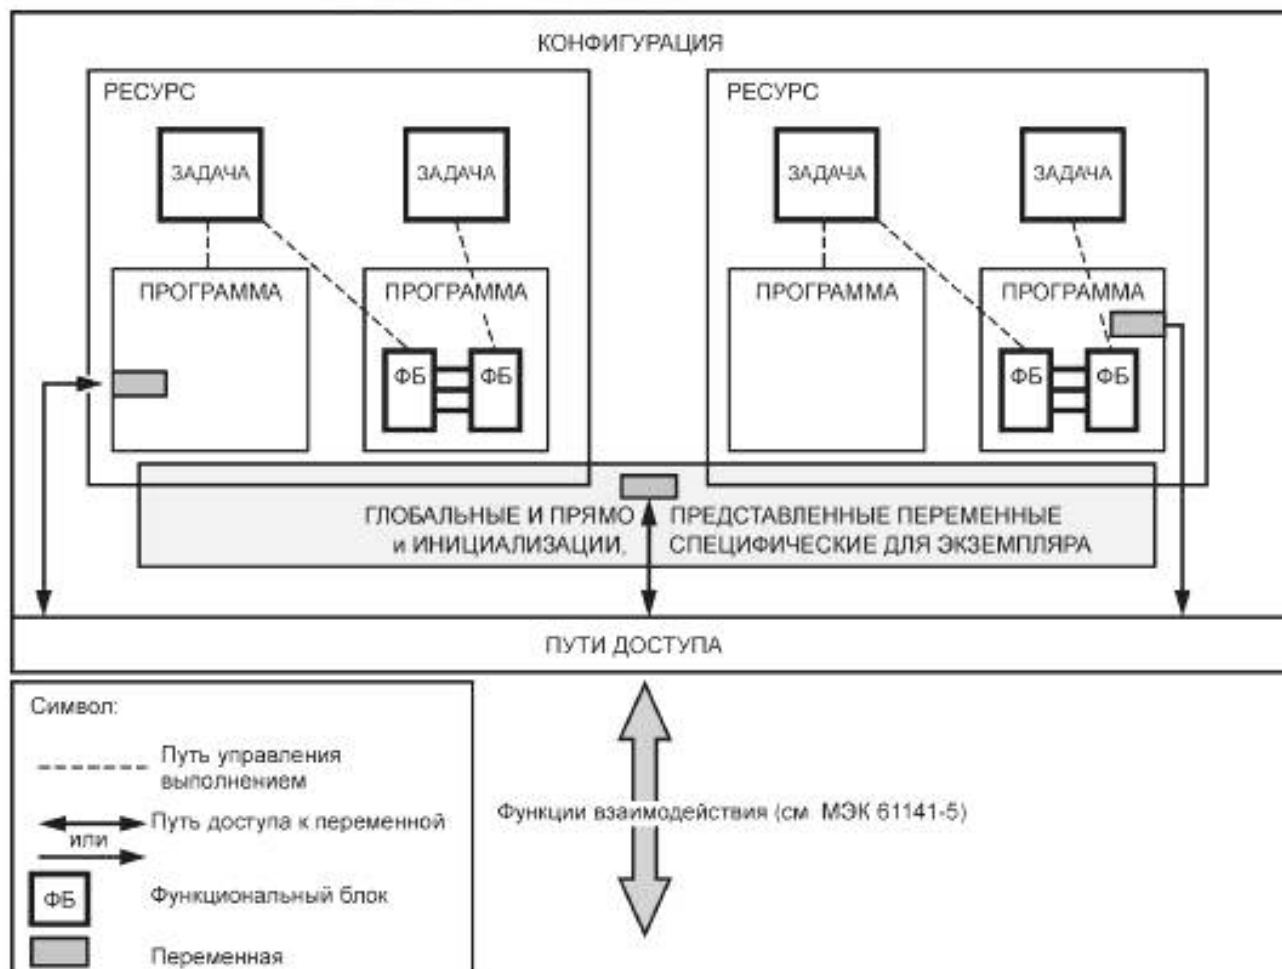 КОНФИГУРАЦИЯ
РЕСУРС
РЕСУРС
ЗАДАЧА
ЗАДАЧА
ЗАДАЧА
ЗАДАЧА
ПРОГРАММА
ПРОГРАММА
ПРОГРАММА
ПРОГРАММА
ФБ
ФБ
ФБ
ФБ
ГЛОБАЛЬНЫЕ И ПРЯМО ПРЕДСТАВЛЕННЫЕ ПЕРЕМЕННЫЕ
и ИНИЦИАЛИЗАЦИИ, СПЕЦИФИЧЕСКИЕ ДЛЯ ЭКЗЕМПЛЯРА
ПУТИ ДОСТУПА
Символ:
Путь управления
выполнением
Путь доступа к переменной
или
ФБ
Функциональный блок
Переменная
Функции взаимодействия (см МЭК 61141-5)